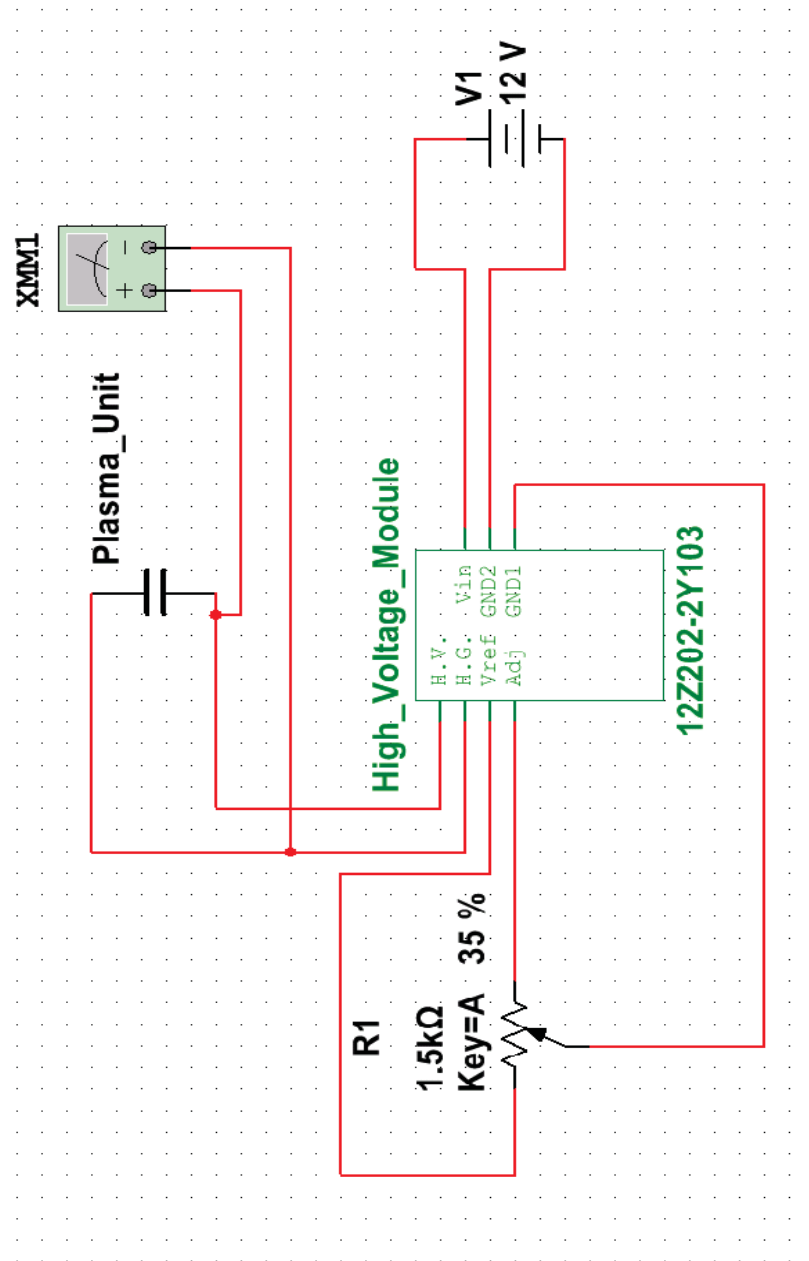 XMM1
−
+
V1
12 V
Plasma_Unit
High_Voltage_Module
H.V.
H.G. Vin
Vref GND2
Adj GND1
12Z202-2Y103
R1
1.5kΩ
Key=A 35 %